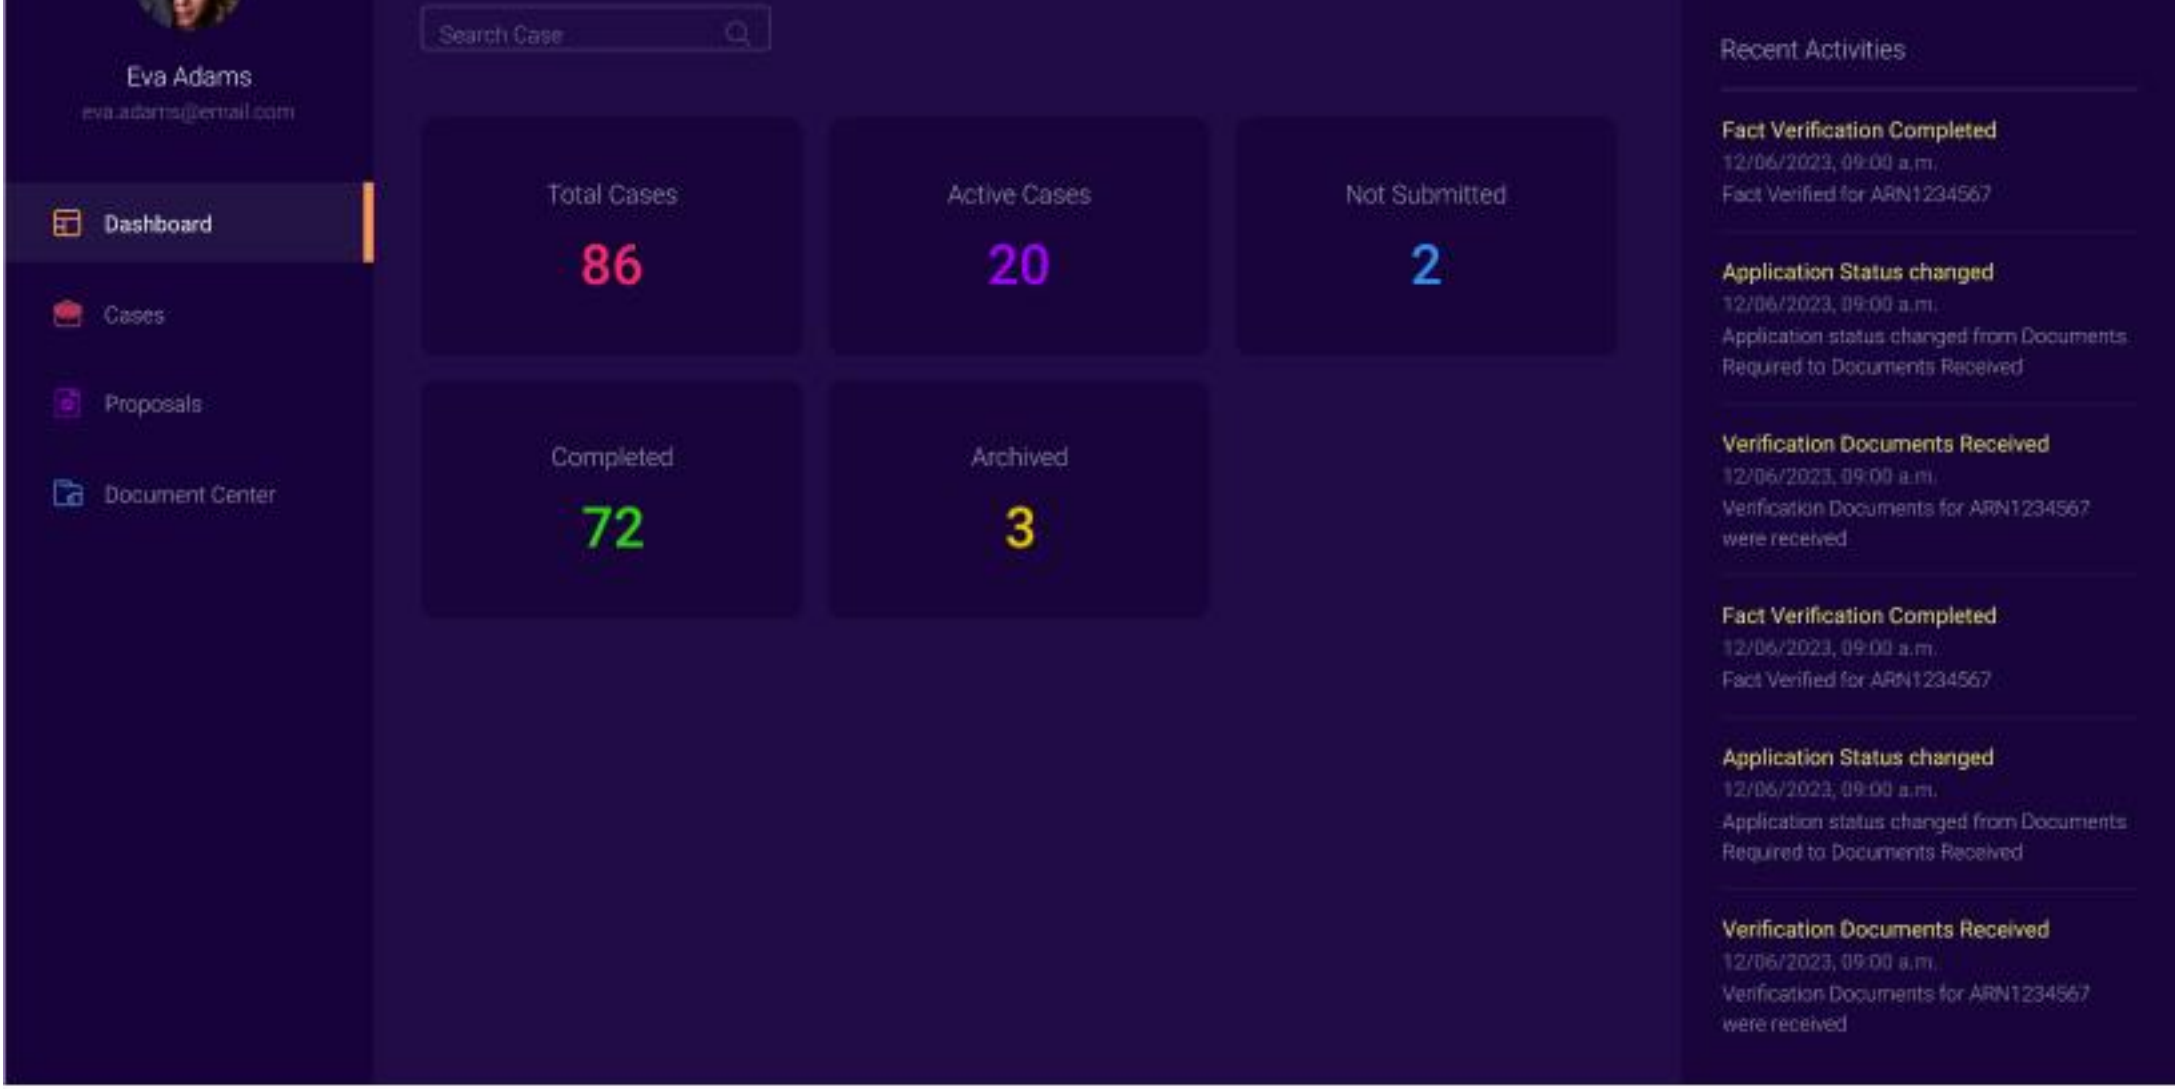 Eva Adams
eva.adams@email.com
Dashboard
Cases
Proposals
Document Center
Search Case
Total Cases
86
Active Cases
20
Not Submitted
2
Completed
72
Archived
3
Recent Activities
Fact Verification Completed
12/06/2023, 09:00 a.m.
Fact Verified for ARN1234567
Application Status changed
12/06/2023, 09:00 a.m.
Application status changed from Documents
Required to Documents Received
Verification Documents Received
12/06/2023, 09:00 a.m.
Verification Documents for ARN1234567
were received
Fact Verification Completed
12/06/2023, 09:00 a.m.
Fact Verified for ARN1234567
Application Status changed
12/06/2023, 09:00 a.m.
Application status changed from Documents
Required to Documents Received
Verification Documents Received
12/06/2023, 09:00 a.m.
Verification Documents for ARN1234567
were received